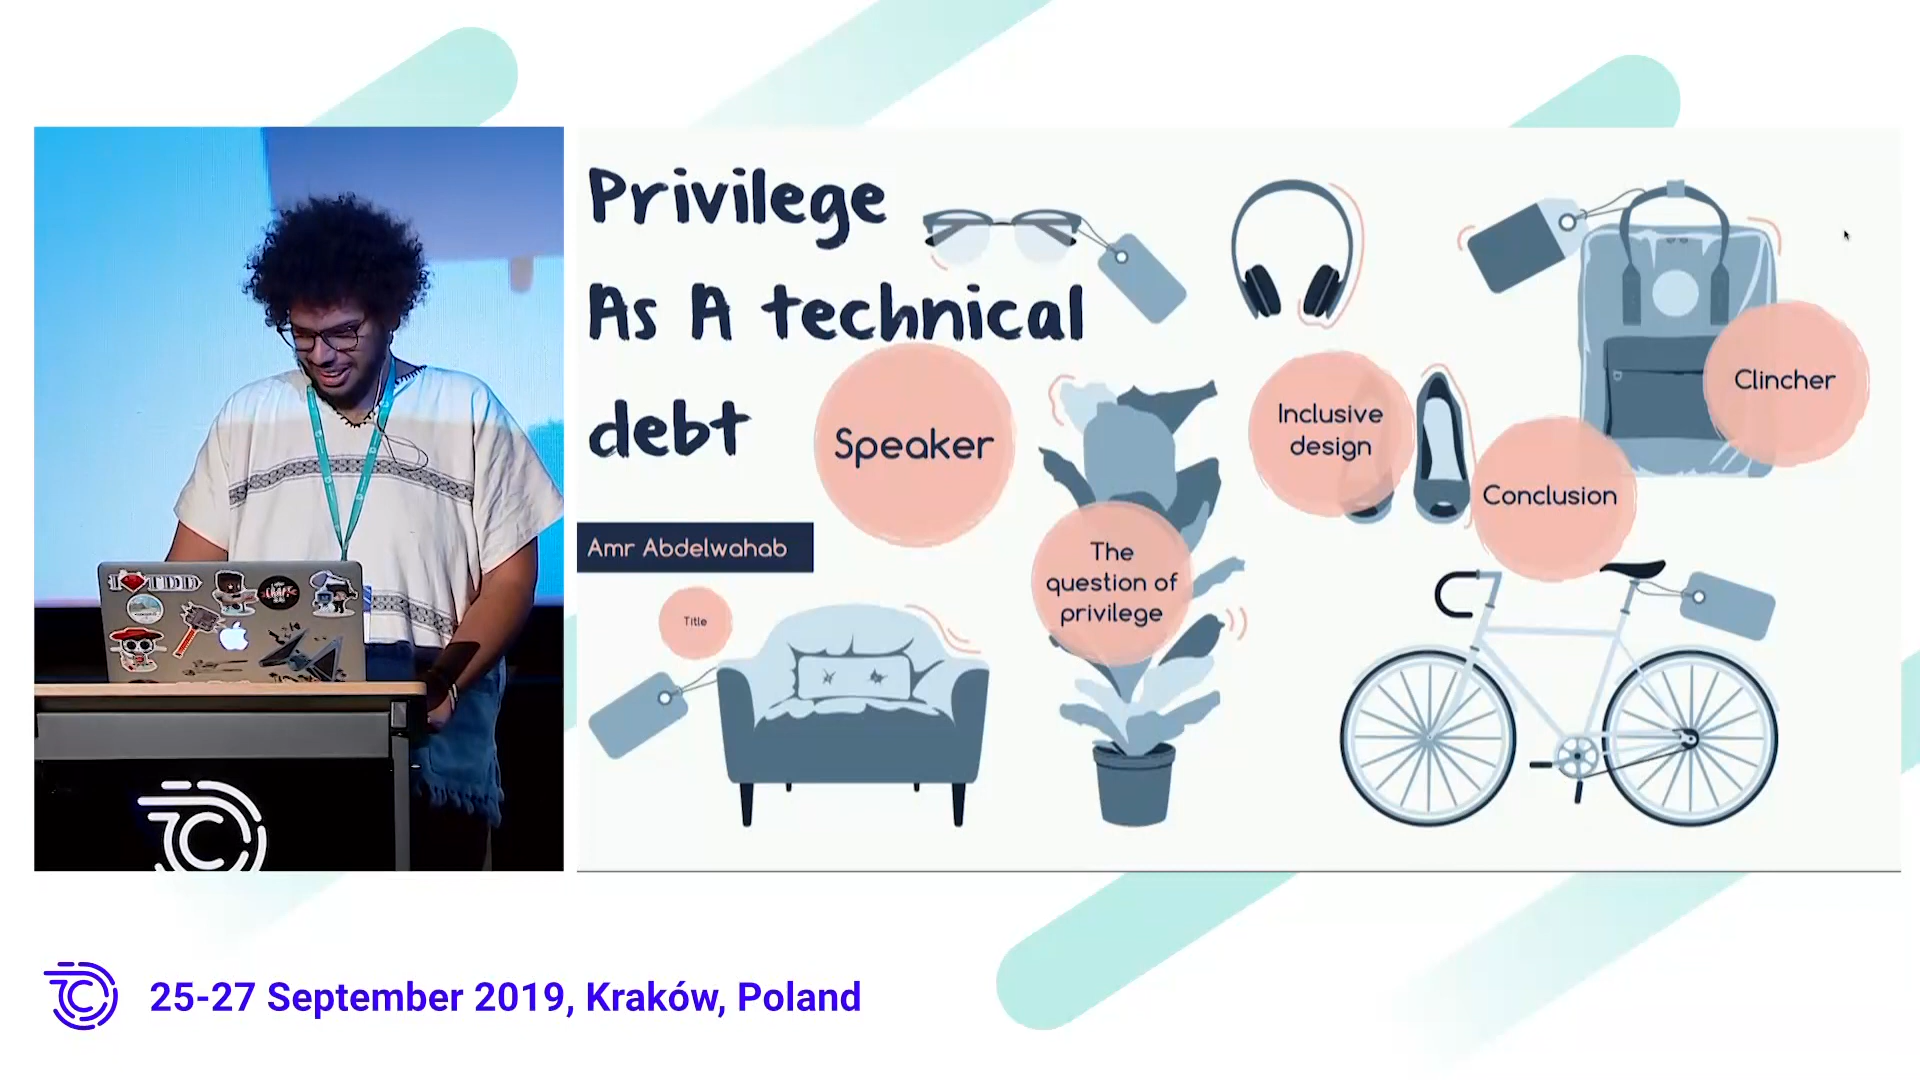 Privilege
As A technical
debt
Speaker
Amr Abdelwahab
Title
The
question of
privilege
Inclusive
design
Conclusion
Clincher
TDD
25-27 September 2019, Kraków, Poland